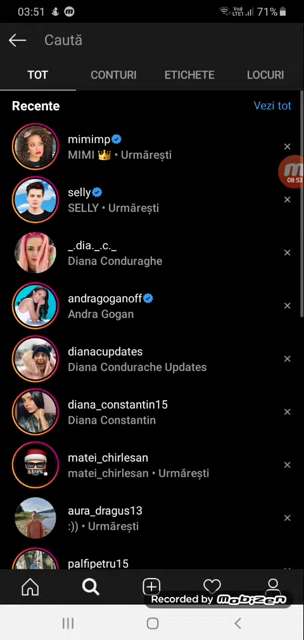 03:51 71%
Caută
TOT CONTURI ETICHETE LOCURI
Recente Vezi tot
mimimp
MIMI 👑 • Urmărești
selly
SELLY • Urmărești
_.dia._.c._
Diana Conduraghe
andragoganoff
Andra Gogan
dianacupdates
Diana Condurache Updates
diana_constantin15
Diana Constantin
matei_chirlesan
matei_chirlesan • Urmărești
aura_dragus13
:)) • Urmărești
palfipetru15
08:53
Recorded by MOBIZEN